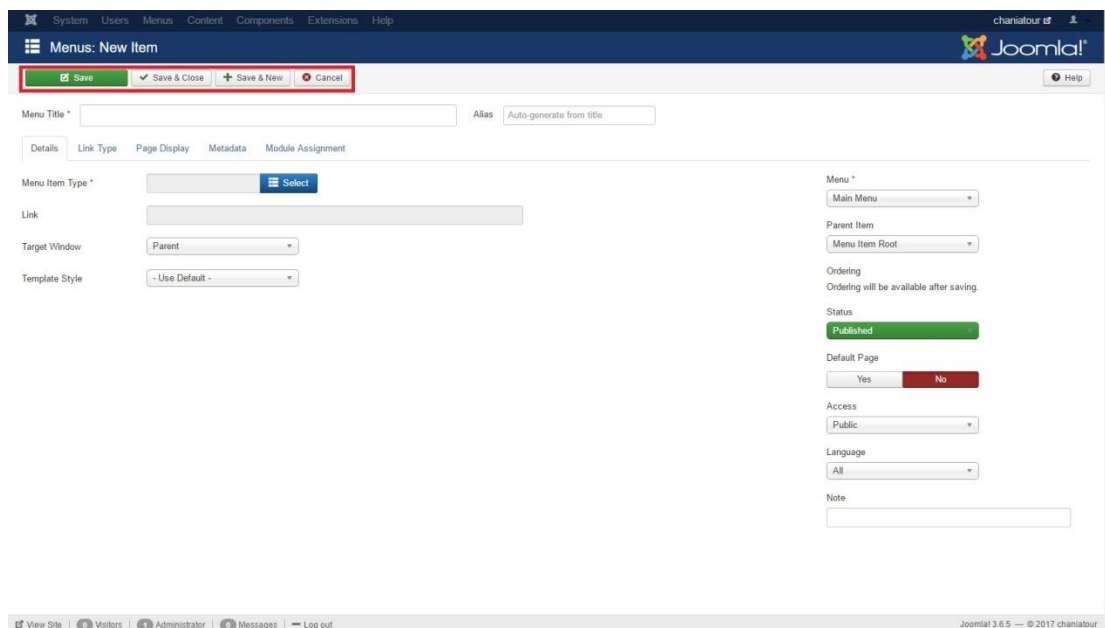 System Users Menus Content Components Extensions Help chaniatour
Menus: New Item Joomla!®
Save Save & Close Save & New Cancel Help
Menu Title * Alias Auto-generate from title
Details Link Type Page Display Metadata Module Assignment
Menu Item Type * Select
Link
Target Window Parent
Template Style - Use Default -
Menu *
Main Menu
Parent Item
Menu Item Root
Ordering
Ordering will be available after saving.
Status
Published
Default Page
Yes No
Access
Public
Language
All
Note
View Site 0 Visitors 1 Administrator 0 Messages Log out Joomla! 3.6.5 — © 2017 chaniatour